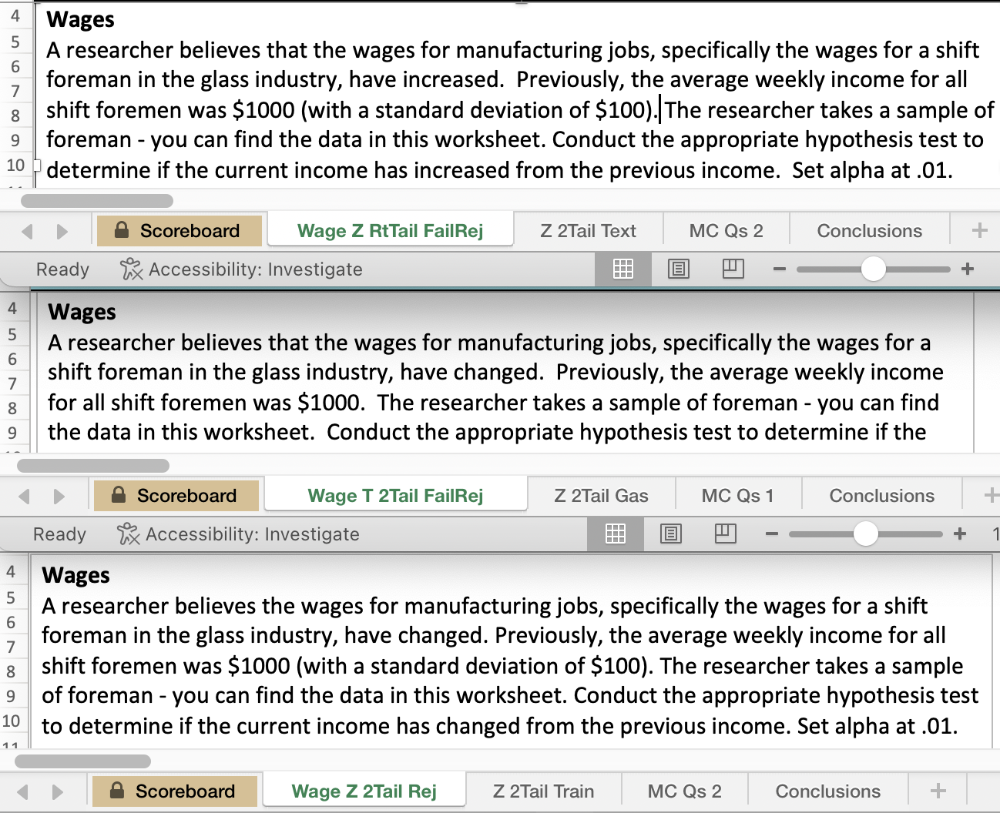 4 Wages
5 A researcher believes that the wages for manufacturing jobs, specifically the wages for a shift
6 foreman in the glass industry, have increased.  Previously, the average weekly income for all
7
8 shift foremen was $1000 (with a standard deviation of $100). The researcher takes a sample of
9 foreman - you can find the data in this worksheet. Conduct the appropriate hypothesis test to
10 determine if the current income has increased from the previous income.  Set alpha at .01.
Scoreboard Wage Z RtTail FailRej Z 2Tail Text MC Qs 2 Conclusions +
Ready Accessibility: Investigate − +
4 Wages
5 A researcher believes that the wages for manufacturing jobs, specifically the wages for a
6 shift foreman in the glass industry, have changed.  Previously, the average weekly income
7
8 for all shift foremen was $1000.  The researcher takes a sample of foreman - you can find
9 the data in this worksheet.  Conduct the appropriate hypothesis test to determine if the
Scoreboard Wage T 2Tail FailRej Z 2Tail Gas MC Qs 1 Conclusions +
Ready Accessibility: Investigate − + 1
4 Wages
5 A researcher believes the wages for manufacturing jobs, specifically the wages for a shift
6 foreman in the glass industry, have changed. Previously, the average weekly income for all
7
8 shift foremen was $1000 (with a standard deviation of $100). The researcher takes a sample
9 of foreman - you can find the data in this worksheet. Conduct the appropriate hypothesis test
10 to determine if the current income has changed from the previous income. Set alpha at .01.
Scoreboard Wage Z 2Tail Rej Z 2Tail Train MC Qs 2 Conclusions +